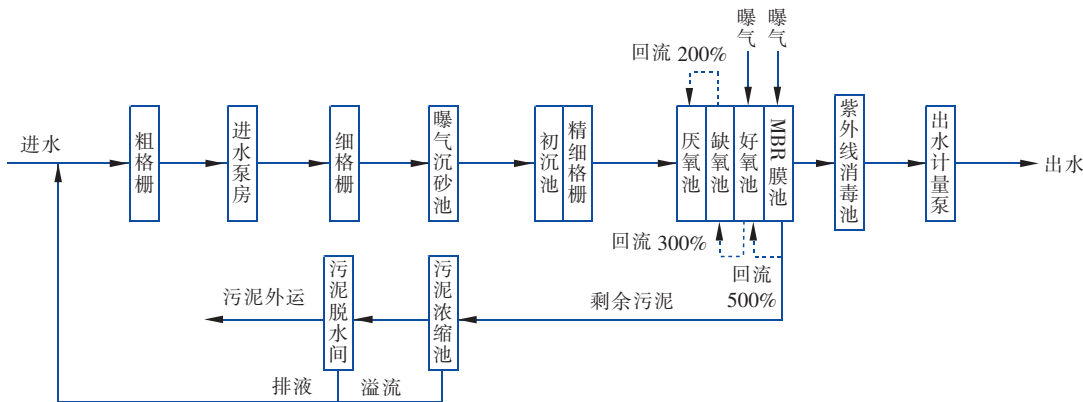 曝气
曝气
回流 200%
进水
粗格栅
进水泵房
细格栅
曝气沉砂池
初沉池
精细格栅
厌氧池
缺氧池
好氧池
MBR膜池
紫外线消毒池
出水计量泵
出水
回流 300%
回流
500%
剩余污泥
污泥浓缩池
污泥脱水间
污泥外运
排液
溢流